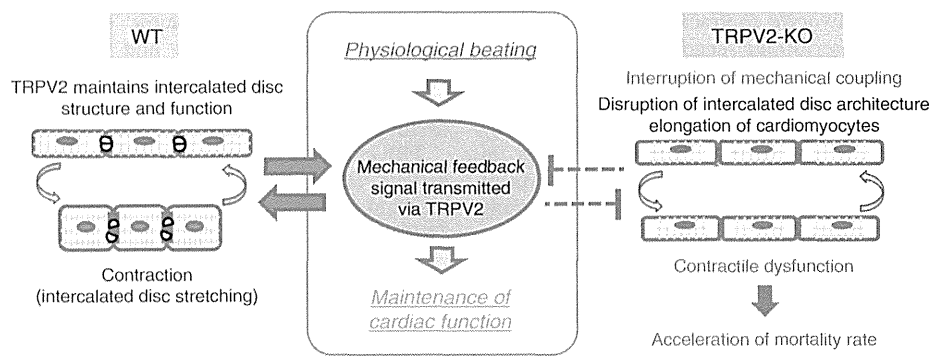 WT
TRPV2 maintains intercalated disc
structure and function
Contraction
(intercalated disc stretching)
Physiological beating
Mechanical feedback
signal transmitted
via TRPV2
Maintenance of
cardiac function
TRPV2-KO
Interruption of mechanical coupling
Disruption of intercalated disc architecture
elongation of cardiomyocytes
Contractile dysfunction
Acceleration of mortality rate